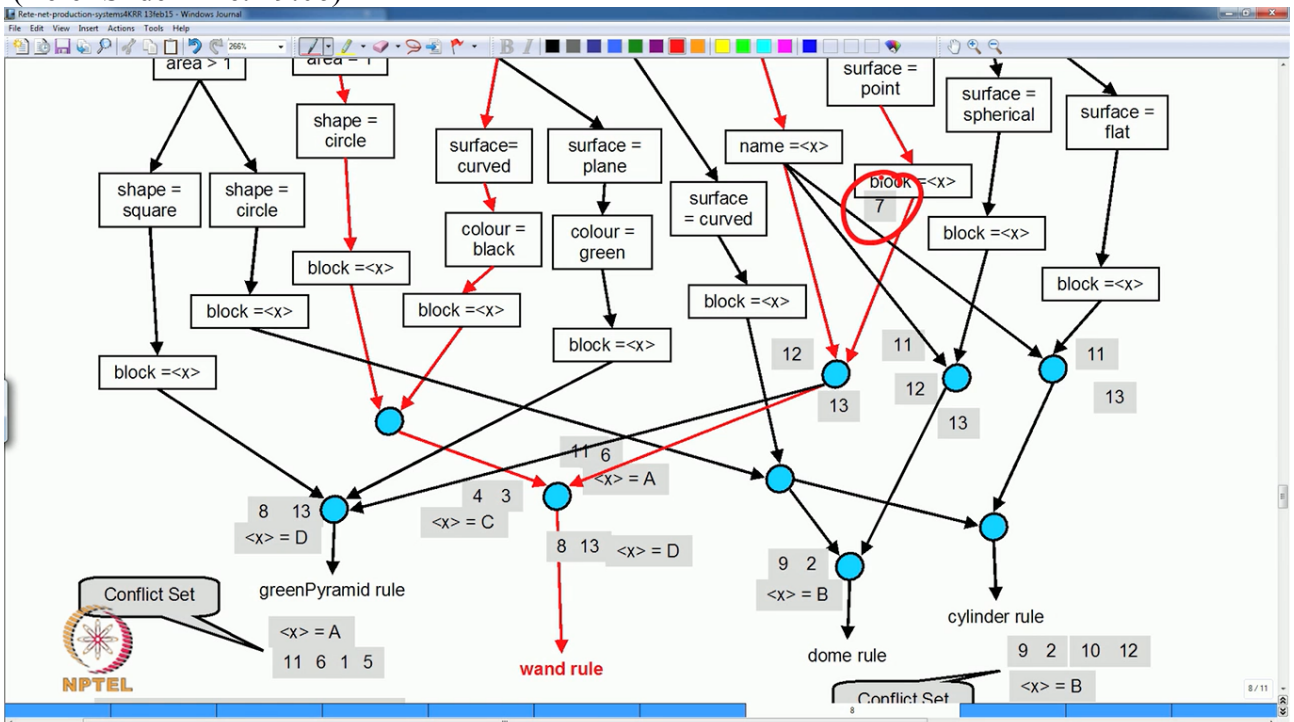 Rete-net-production-systems4KRR 13feb15 - Windows Journal
File Edit View Insert Actions Tools Help
266%
B I
area > 1
area = 1
surface =
point
surface =
spherical
surface =
flat
shape =
circle
surface=
curved
surface =
plane
name =<x>
block =<x>
7
shape =
square
shape =
circle
surface
= curved
colour =
black
colour =
green
block =<x>
block =<x>
block =<x>
block =<x>
block =<x>
block =<x>
block =<x>
block =<x>
12
13
11
12
13
11
13
11 6
<x> = A
4 3
<x> = C
8 13
<x> = D
8 13 <x> = D
9 2
<x> = B
greenPyramid rule
wand rule
dome rule
cylinder rule
Conflict Set
<x> = A
11 6 1 5
NPTEL
9 2 10 12
<x> = B
Conflict Set
8 / 11
8